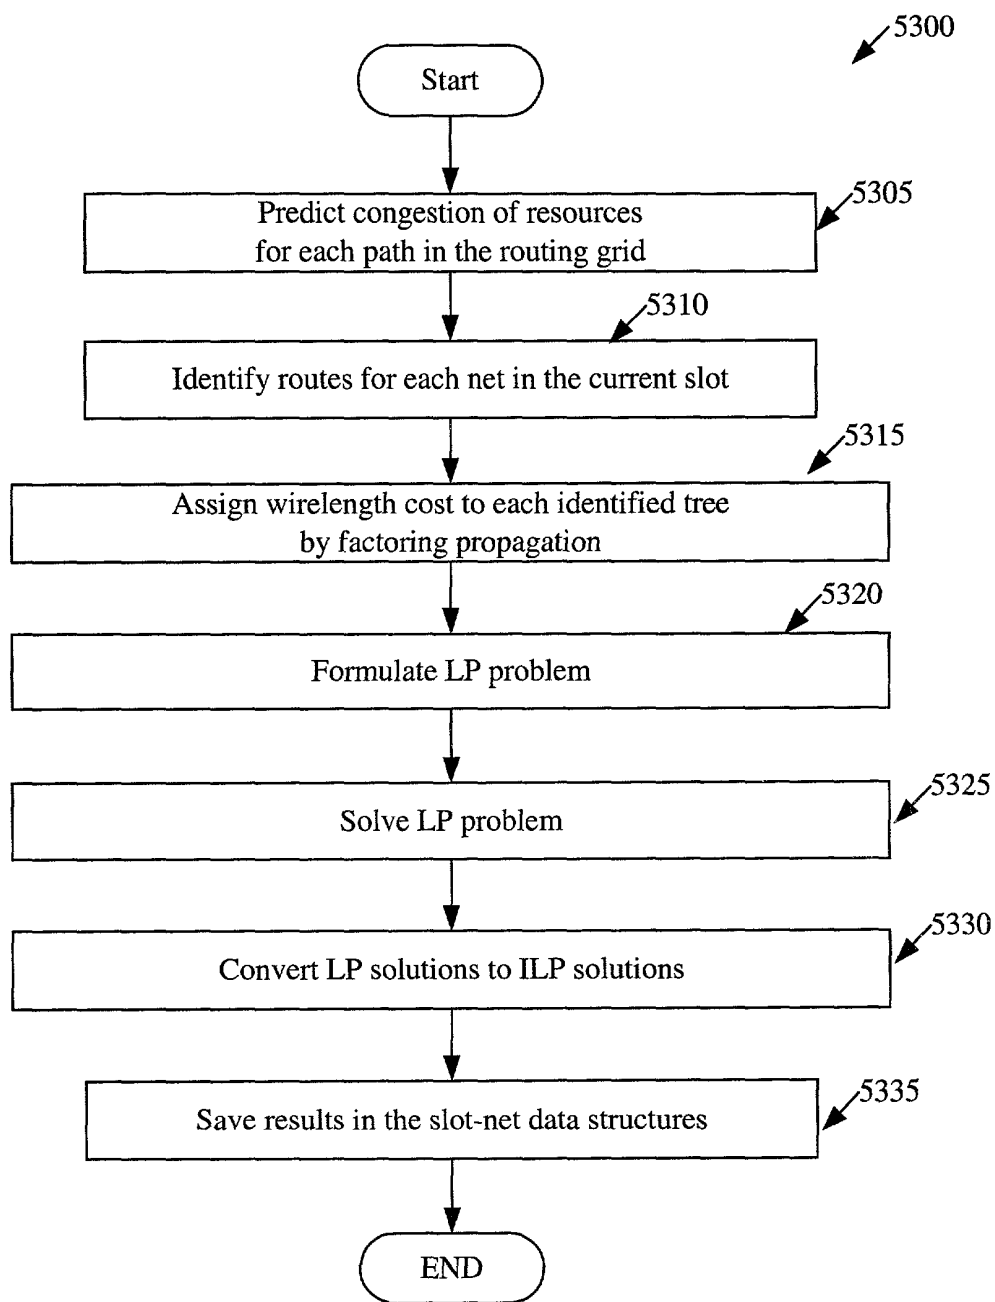 5300
Start
5305
Predict congestion of resources
for each path in the routing grid
5310
Identify routes for each net in the current slot
5315
Assign wirelength cost to each identified tree
by factoring propagation
5320
Formulate LP problem
5325
Solve LP problem
5330
Convert LP solutions to ILP solutions
5335
Save results in the slot-net data structures
END